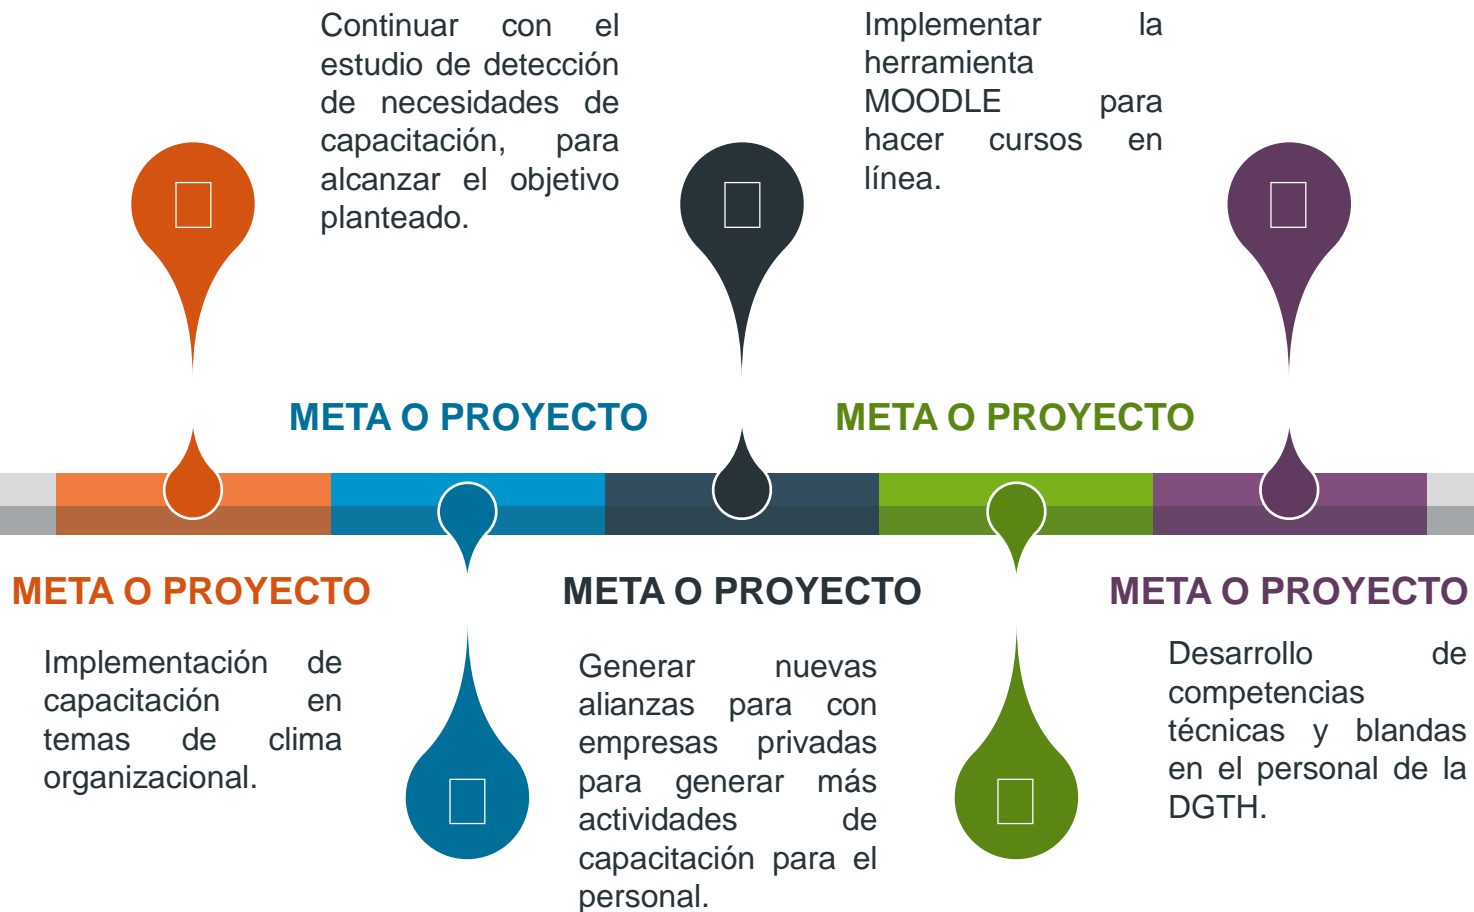 Continuar con el
estudio de detección
de necesidades de
capacitación, para
alcanzar el objetivo
planteado.
Implementar la
herramienta
MOODLE para
hacer cursos en
línea.
META O PROYECTO
META O PROYECTO
META O PROYECTO
Implementación de
capacitación en
temas de clima
organizacional.
META O PROYECTO
Generar nuevas
alianzas para con
empresas privadas
para generar más
actividades de
capacitación para el
personal.
META O PROYECTO
Desarrollo de
competencias
técnicas y blandas
en el personal de la
DGTH.